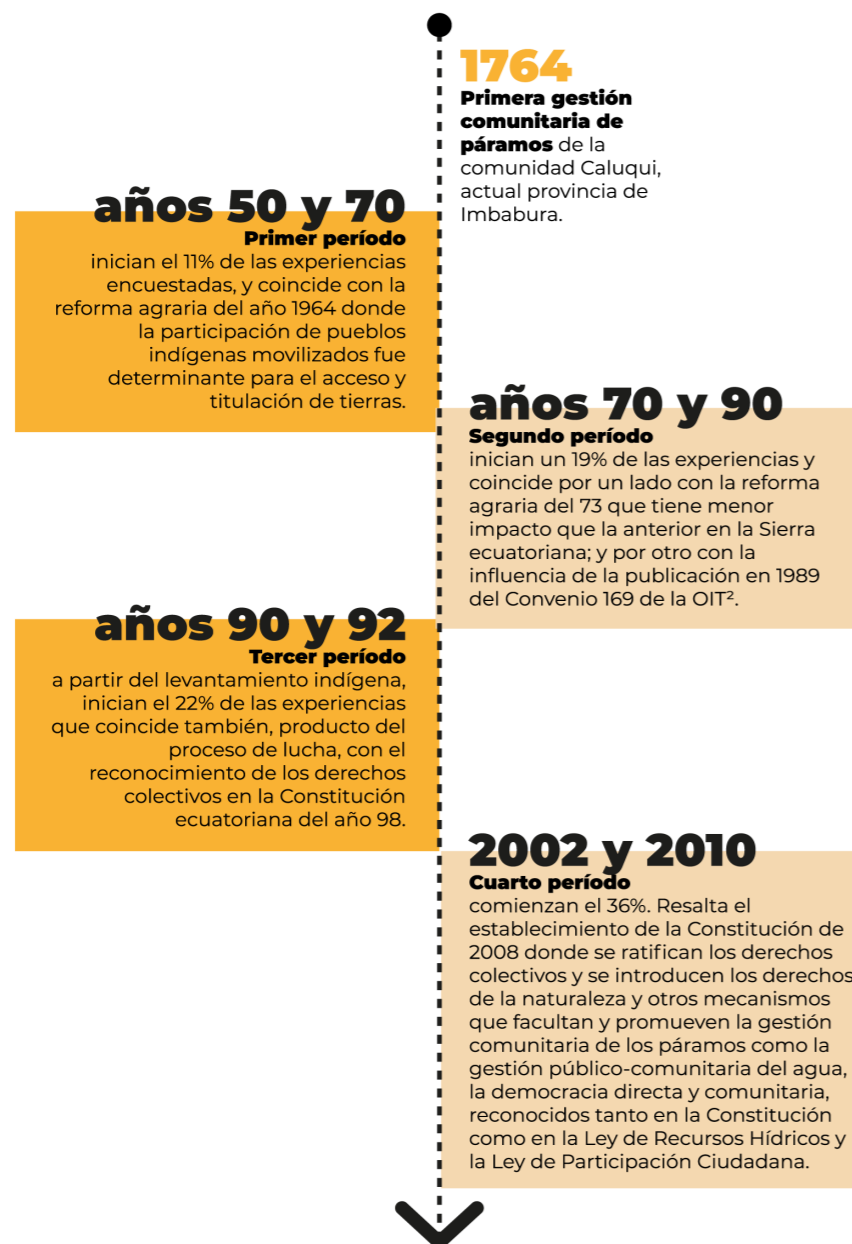 1764
Primera gestión
comunitaria de
páramos de la
comunidad Caluqui,
actual provincia de
Imbabura.
años 50 y 70
Primer período
inician el 11% de las experiencias
encuestadas, y coincide con la
reforma agraria del año 1964 donde
la participación de pueblos
indígenas movilizados fue
determinante para el acceso y
titulación de tierras.
años 70 y 90
Segundo período
inician un 19% de las experiencias y
coincide por un lado con la reforma
agraria del 73 que tiene menor
impacto que la anterior en la Sierra
ecuatoriana; y por otro con la
influencia de la publicación en 1989
del Convenio 169 de la OIT².
años 90 y 92
Tercer período
a partir del levantamiento indígena,
inician el 22% de las experiencias
que coincide también, producto del
proceso de lucha, con el
reconocimiento de los derechos
colectivos en la Constitución
ecuatoriana del año 98.
2002 y 2010
Cuarto período
comienzan el 36%. Resalta el
establecimiento de la Constitución de
2008 donde se ratifican los derechos
colectivos y se introducen los derechos
de la naturaleza y otros mecanismos
que facultan y promueven la gestión
comunitaria de los páramos como la
gestión público-comunitaria del agua,
la democracia directa y comunitaria,
reconocidos tanto en la Constitución
como en la Ley de Recursos Hídricos y
la Ley de Participación Ciudadana.